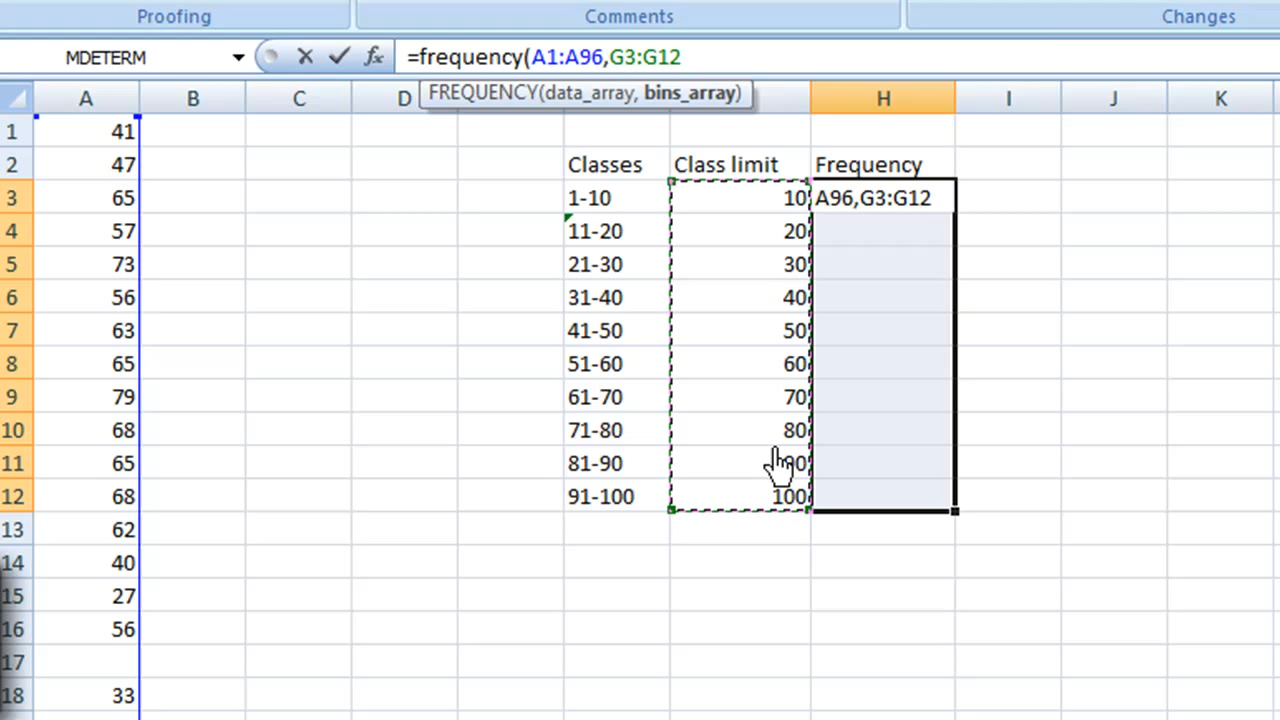 Proofing Comments Changes
MDETERM =frequency(A1:A96,G3:G12
FREQUENCY(data_array, bins_array)
A B C D H I J K
1 41
2 47 Classes Class limit Frequency
3 65 1-10 10 A96,G3:G12
4 57 11-20 20
5 73 21-30 30
6 56 31-40 40
7 63 41-50 50
8 65 51-60 60
9 79 61-70 70
10 68 71-80 80
11 65 81-90
12 68 91-100 100
13 62
14 40
15 27
16 56
17
18 33